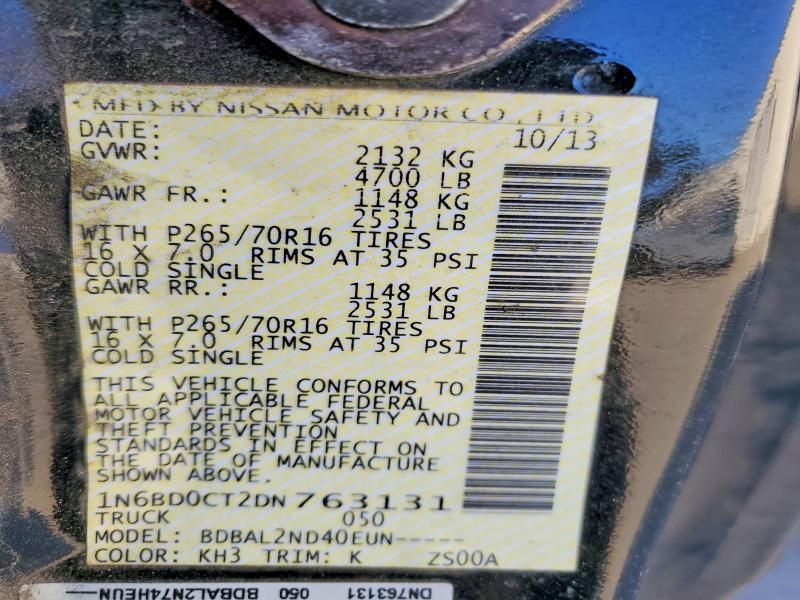 MFD BY NISSAN MOTOR CO., LTD
DATE: 10/13
GVWR: 2132 KG
4700 LB
GAWR FR.: 1148 KG
2531 LB
WITH P265/70R16 TIRES
16 X 7.0 RIMS AT 35 PSI
COLD SINGLE
GAWR RR.: 1148 KG
2531 LB
WITH P265/70R16 TIRES
16 X 7.0 RIMS AT 35 PSI
COLD SINGLE
THIS VEHICLE CONFORMS TO
ALL APPLICABLE FEDERAL
MOTOR VEHICLE SAFETY AND
THEFT PREVENTION
STANDARDS IN EFFECT ON
THE DATE OF MANUFACTURE
SHOWN ABOVE.
1N6BD0CT2DN763131
TRUCK 050
MODEL: BDBAL2ND40EUN-----
COLOR: KH3 TRIM: K ZS00A
DN763131 050 BDBAL2N74HEUN